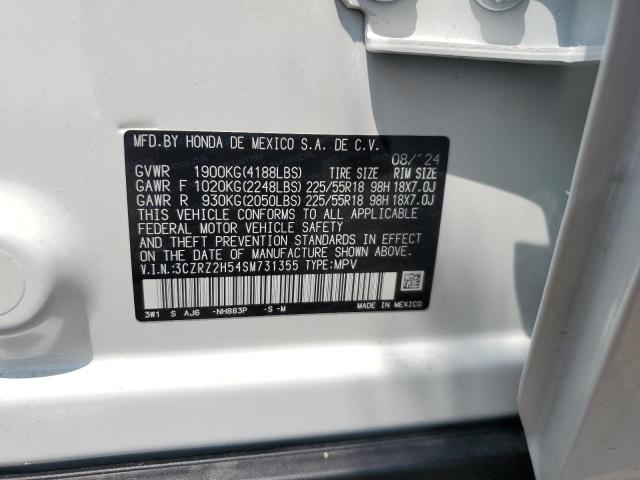 MFD.BY HONDA DE MEXICO S.A. DE C.V.
08/'24
GVWR 1900KG(4188LBS) TIRE SIZE RIM SIZE
GAWR F 1020KG(2248LBS) 225/55R18 98H 18X7.0J
GAWR R 930KG(2050LBS) 225/55R18 98H 18X7.0J
THIS VEHICLE CONFORMS TO ALL APPLICABLE
FEDERAL MOTOR VEHICLE SAFETY
AND THEFT PREVENTION STANDARDS IN EFFECT
ON THE DATE OF MANUFACTURE SHOWN ABOVE.
V.I.N.:3CZRZ2H54SM731355 TYPE:MPV
3W1 S AJ6 -NH883P -S -M MADE IN MEXICO